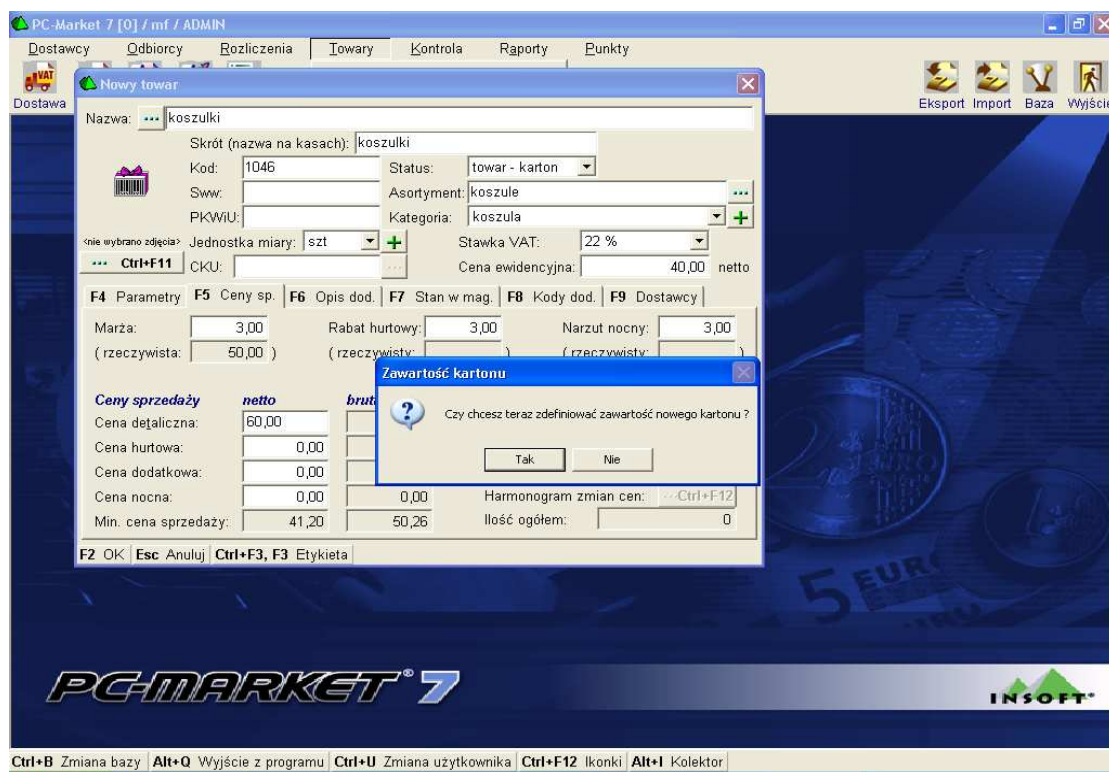 PC-Market 7 [0] / mf / ADMIN
Dostawcy Odbiorcy Rozliczenia Towary Kontrola Raporty Punkty
VAT
Dostawa Eksport Import Baza Wyjście
Nowy towar
Nazwa: ... koszulki
Skrót (nazwa na kasach): koszulki
Kod: 1046 Status: towar - karton
Sww: Asortyment: koszule ...
PKWiU: Kategoria: koszula
<nie wybrano zdjęcia> Jednostka miary: szt Stawka VAT: 22 %
... Ctrl+F11 CKU: ... Cena ewidencyjna: 40,00 netto
F4 Parametry F5 Ceny sp. F6 Opis dod. F7 Stan w mag. F8 Kody dod. F9 Dostawcy
Marża: 3,00 Rabat hurtowy: 3,00 Narzut nocny: 3,00
( rzeczywista: 50,00 ) ( rzeczywisty: ) ( rzeczywisty: )
Zawartość kartonu
Ceny sprzedaży netto
Czy chcesz teraz zdefiniować zawartość nowego kartonu ?
Cena detaliczna: 60,00
Cena hurtowa: 0,00
Tak Nie
Cena dodatkowa: 0,00
Cena nocna: 0,00 0,00 Harmonogram zmian cen: ...Ctrl+F12
Min. cena sprzedaży: 41,20 50,26 Ilość ogółem: 0
F2 OK Esc Anuluj Ctrl+F3, F3 Etykieta
5 EURO
PC-MARKET® 7
INSOFT
Ctrl+B Zmiana bazy Alt+Q Wyjście z programu Ctrl+U Zmiana użytkownika Ctrl+F12 Ikonki Alt+I Kolektor